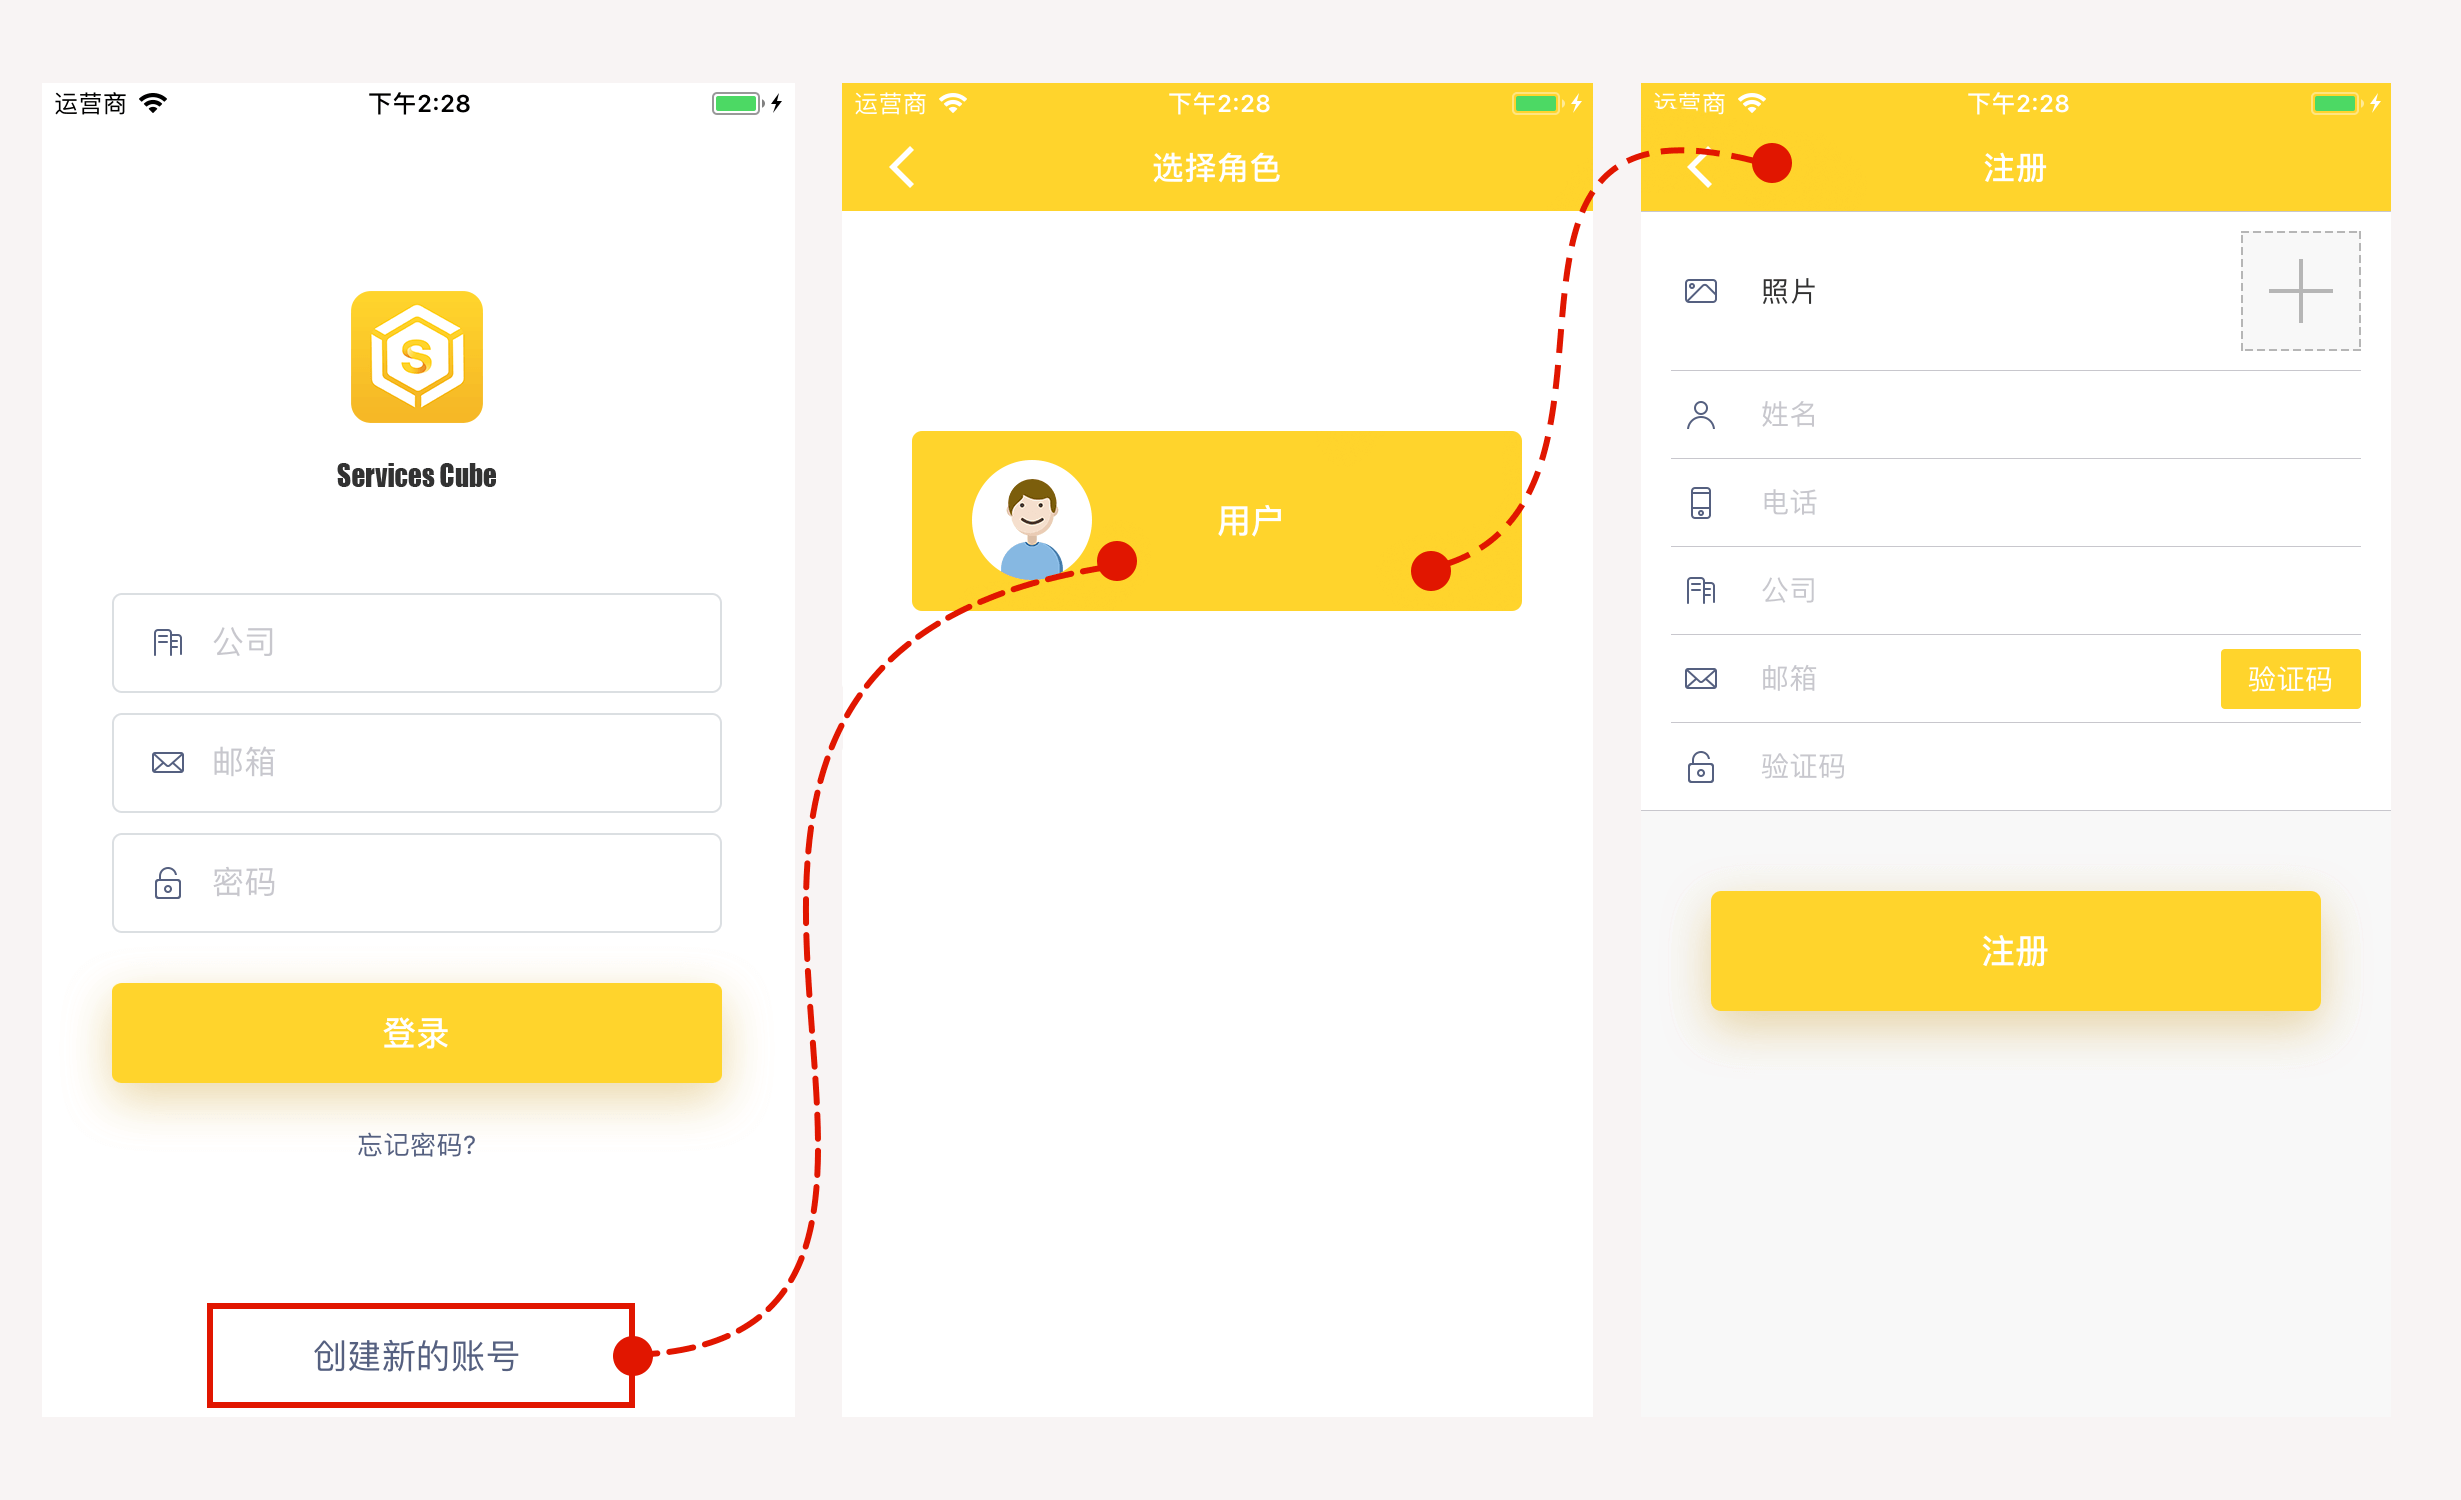 运营商
下午2:28
S
Services Cube
公司
邮箱
密码
登录
忘记密码?
创建新的账号
运营商
下午2:28
选择角色
用户
运营商
下午2:28
注册
照片
姓名
电话
公司
邮箱
验证码
验证码
注册